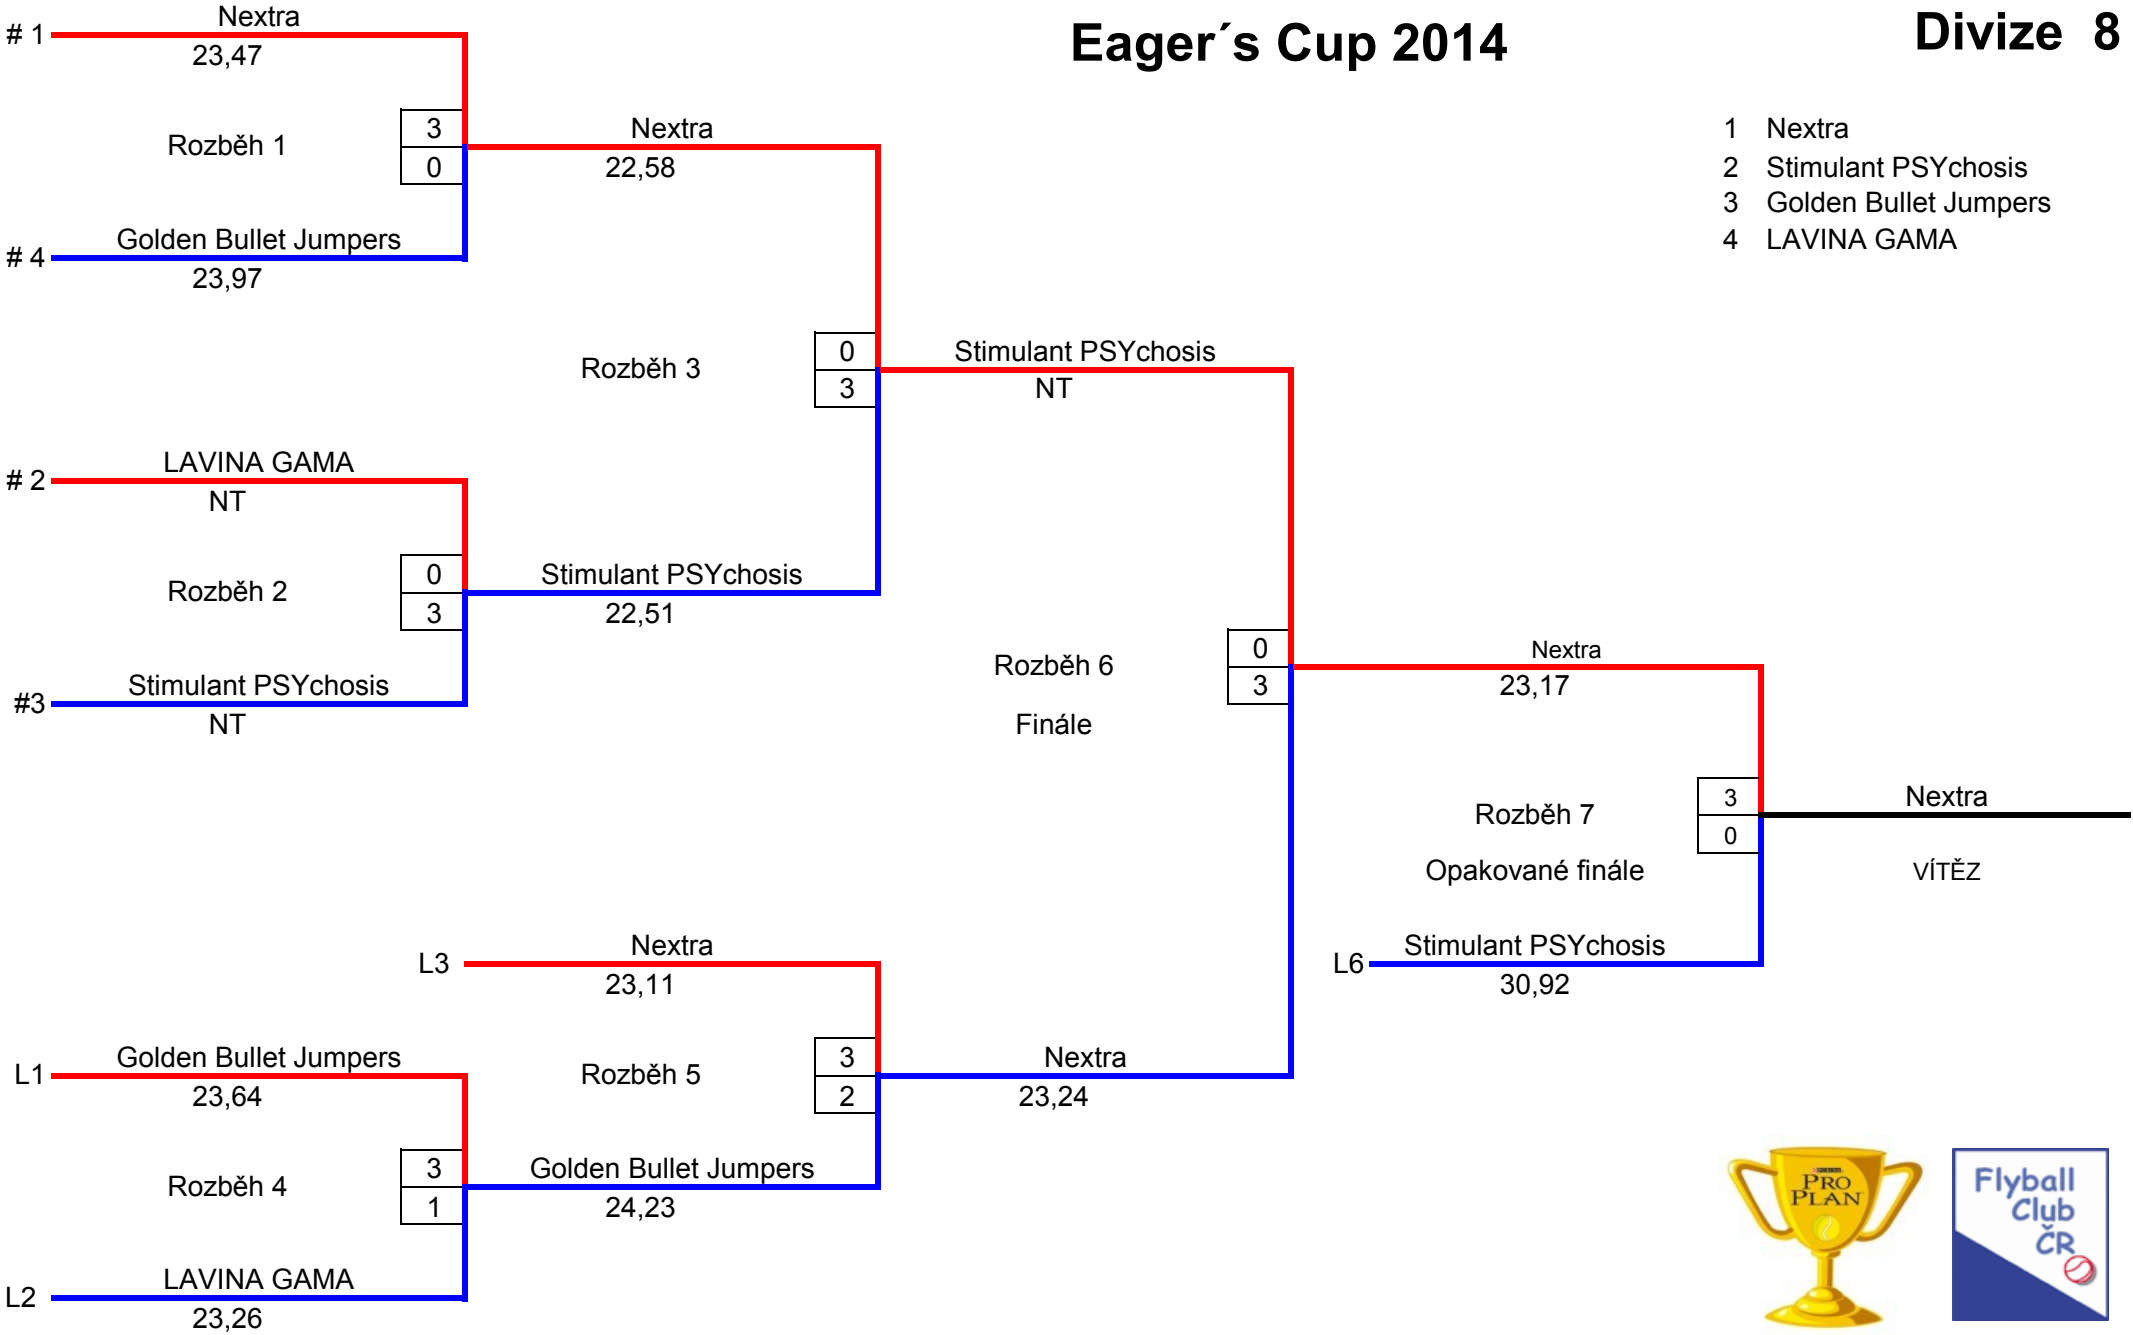 Eager´s Cup 2014
Divize 8
1 Nextra
2 Stimulant PSYchosis
3 Golden Bullet Jumpers
4 LAVINA GAMA
# 1
Nextra
23,47
Rozběh 1
3
0
# 4
Golden Bullet Jumpers
23,97
Nextra
22,58
Rozběh 3
0
3
Stimulant PSYchosis
NT
# 2
LAVINA GAMA
NT
Rozběh 2
0
3
Stimulant PSYchosis
22,51
#3
Stimulant PSYchosis
NT
Rozběh 6
0
3
Finále
Nextra
23,17
Rozběh 7
3
0
Opakované finále
Nextra
VÍTĚZ
L6
Stimulant PSYchosis
30,92
L3
Nextra
23,11
Rozběh 5
3
2
Nextra
23,24
L1
Golden Bullet Jumpers
23,64
Rozběh 4
3
1
Golden Bullet Jumpers
24,23
L2
LAVINA GAMA
23,26
PRO
PLAN
Flyball
Club
ČR